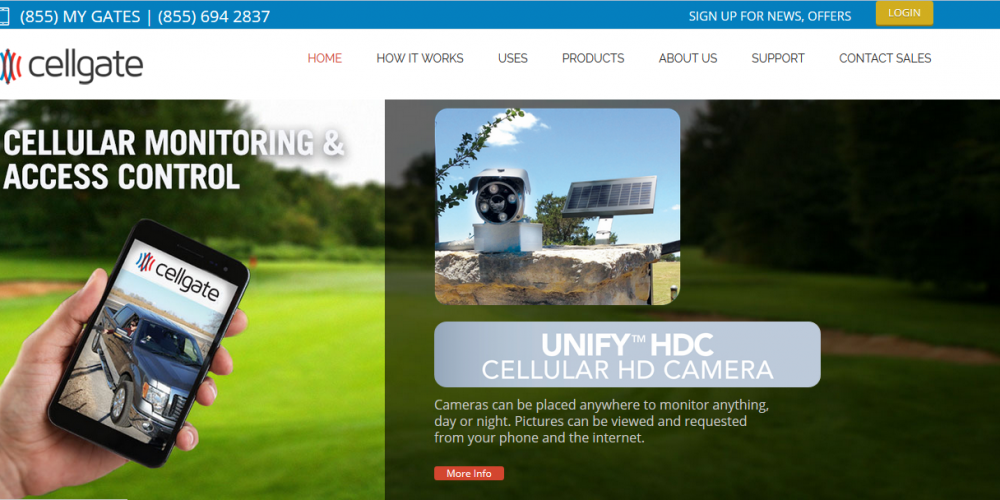 (855) MY GATES | (855) 694 2837
SIGN UP FOR NEWS, OFFERS
LOGIN
cellgate
HOME
HOW IT WORKS
USES
PRODUCTS
ABOUT US
SUPPORT
CONTACT SALES
CELLULAR MONITORING &
ACCESS CONTROL
cellgate
UNIFY™ HDC
CELLULAR HD CAMERA
Cameras can be placed anywhere to monitor anything,
day or night. Pictures can be viewed and requested
from your phone and the internet.
More Info